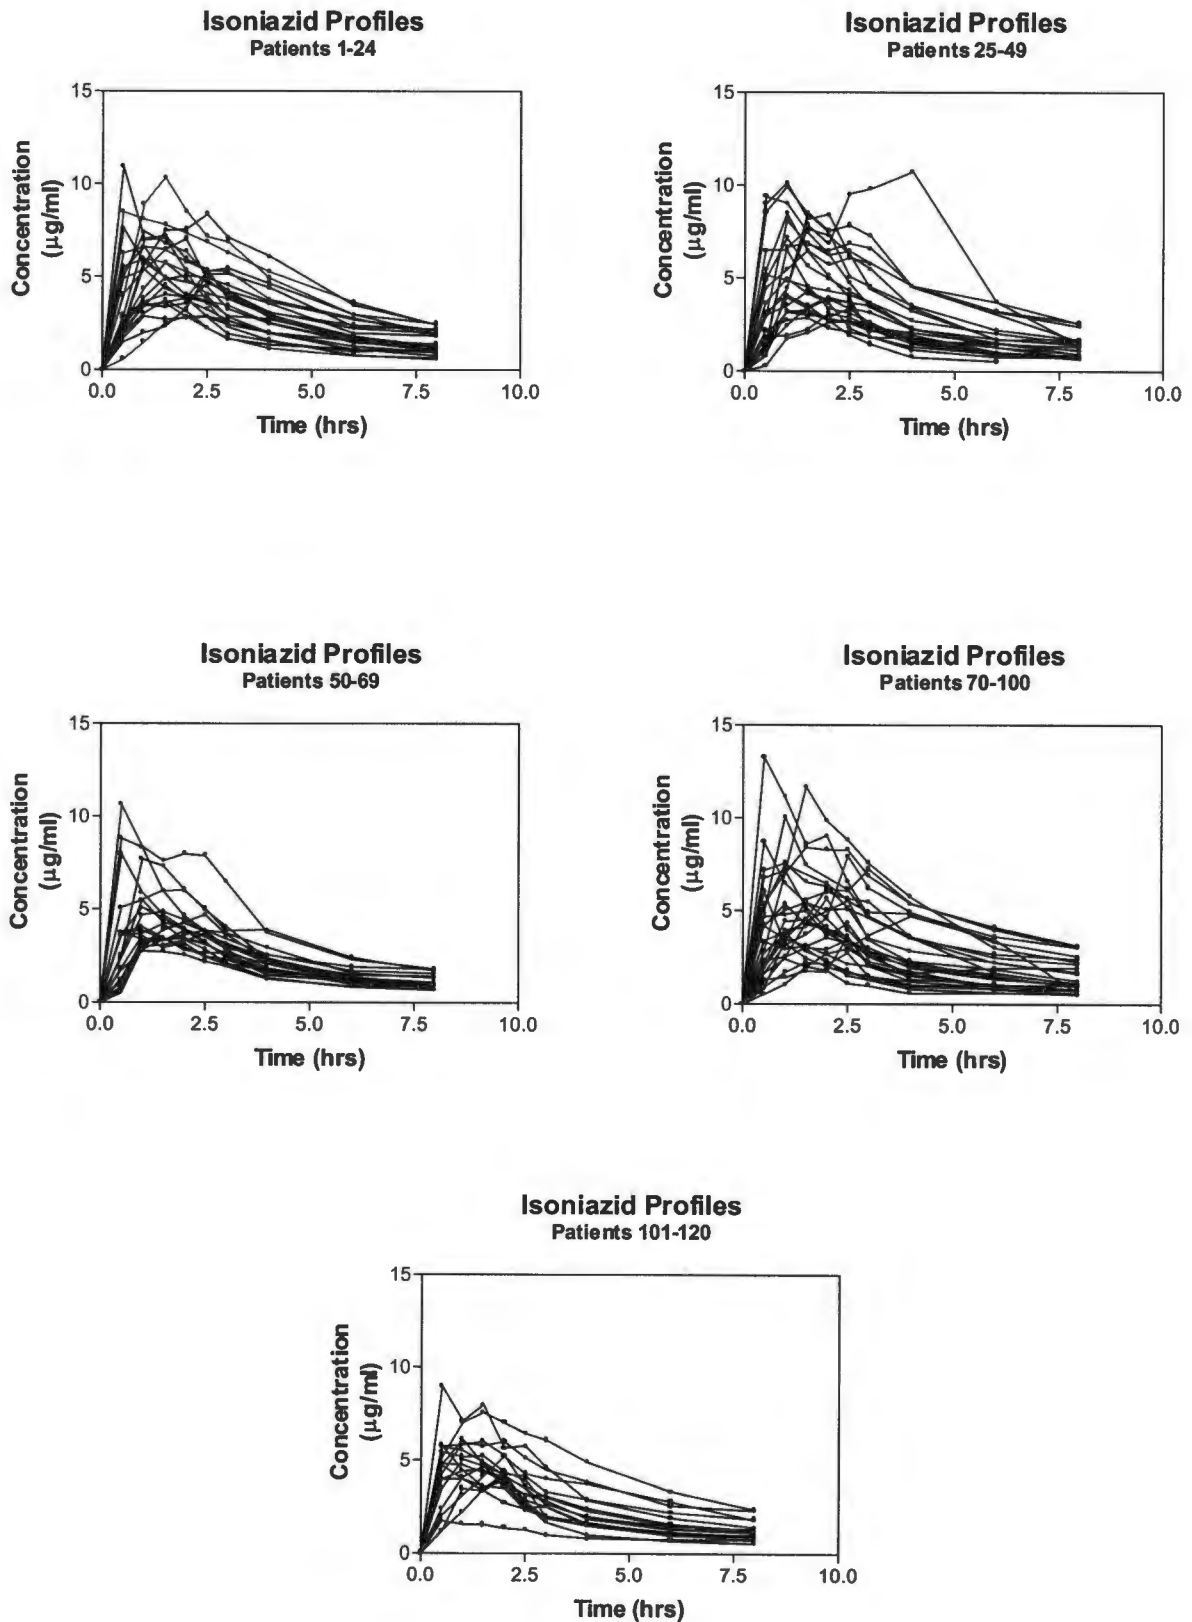 Isoniazid Profiles
Patients 1-24
15
10
5
0
0.0 2.5 5.0 7.5 10.0
Concentration
(µg/ml)
Time (hrs)
Isoniazid Profiles
Patients 25-49
15
10
5
0
0.0 2.5 5.0 7.5 10.0
Concentration
(µg/ml)
Time (hrs)
Isoniazid Profiles
Patients 50-69
15
10
5
0
0.0 2.5 5.0 7.5 10.0
Concentration
(µg/ml)
Time (hrs)
Isoniazid Profiles
Patients 70-100
15
10
5
0
0.0 2.5 5.0 7.5 10.0
Concentration
(µg/ml)
Time (hrs)
Isoniazid Profiles
Patients 101-120
15
10
5
0
0.0 2.5 5.0 7.5 10.0
Concentration
(µg/ml)
Time (hrs)